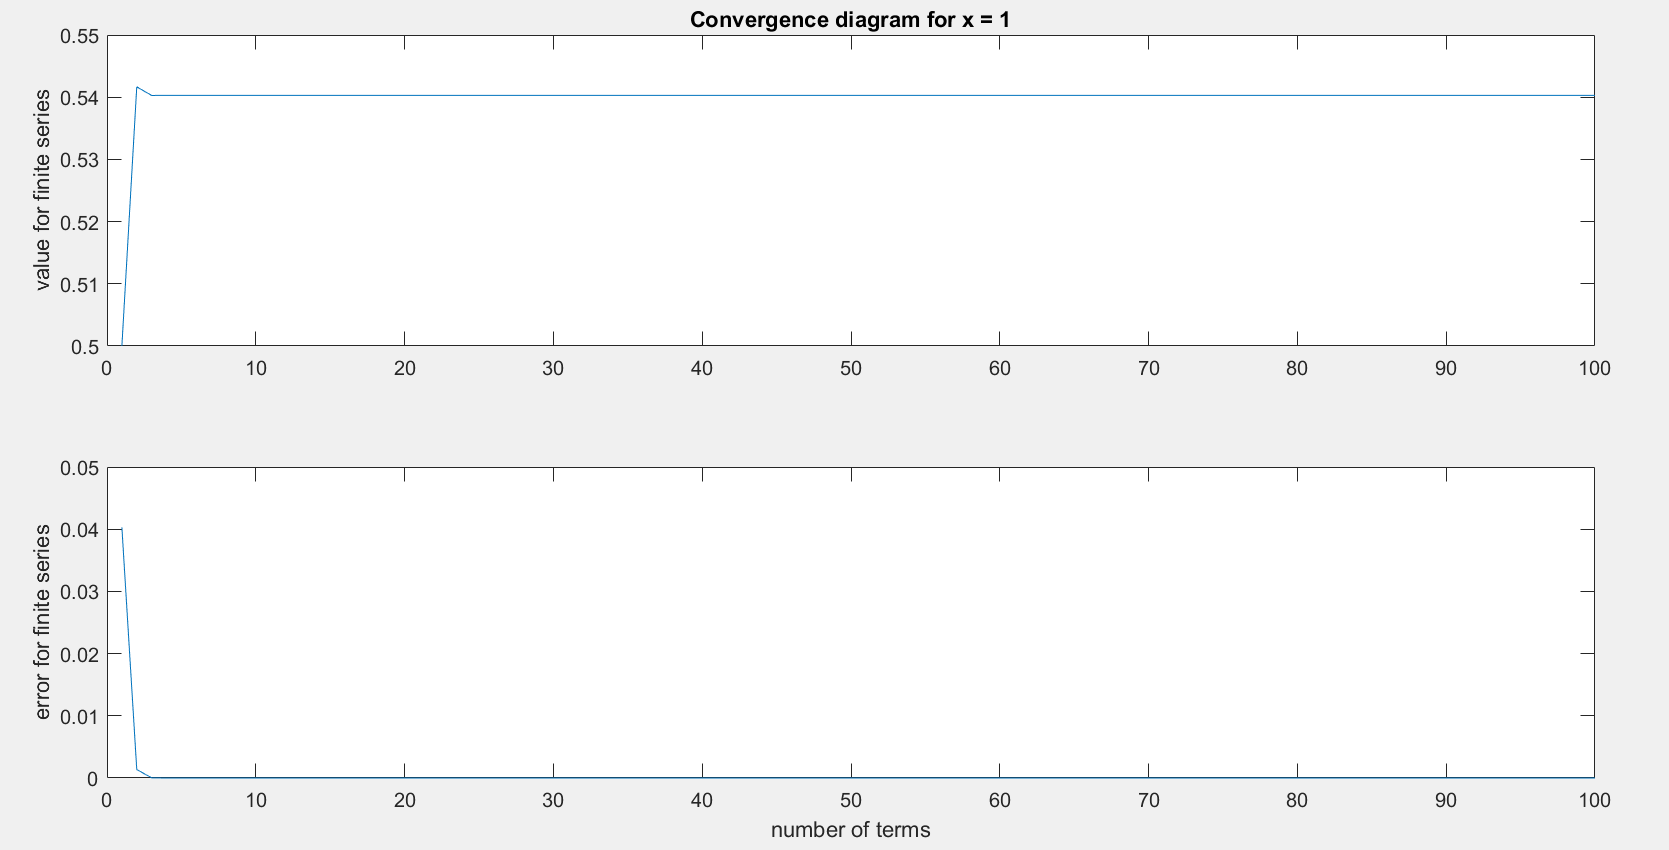 Convergence diagram for x = 1
value for finite series
0.55
0.54
0.53
0.52
0.51
0.5
0 10 20 30 40 50 60 70 80 90 100
error for finite series
0.05
0.04
0.03
0.02
0.01
0
0 10 20 30 40 50 60 70 80 90 100
number of terms